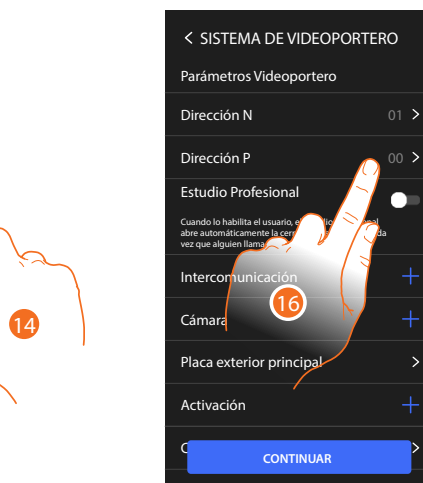 < SISTEMA DE VIDEOPORTERO
Parámetros Videoportero
Dirección N 01 >
Dirección P 00 >
Estudio Profesional
Cuando lo habilita el usuario, el
abre automáticamente la
vez que alguien llama
Intercomunicación +
Cámara +
Placa exterior principal >
Activación +
CONTINUAR
14
16